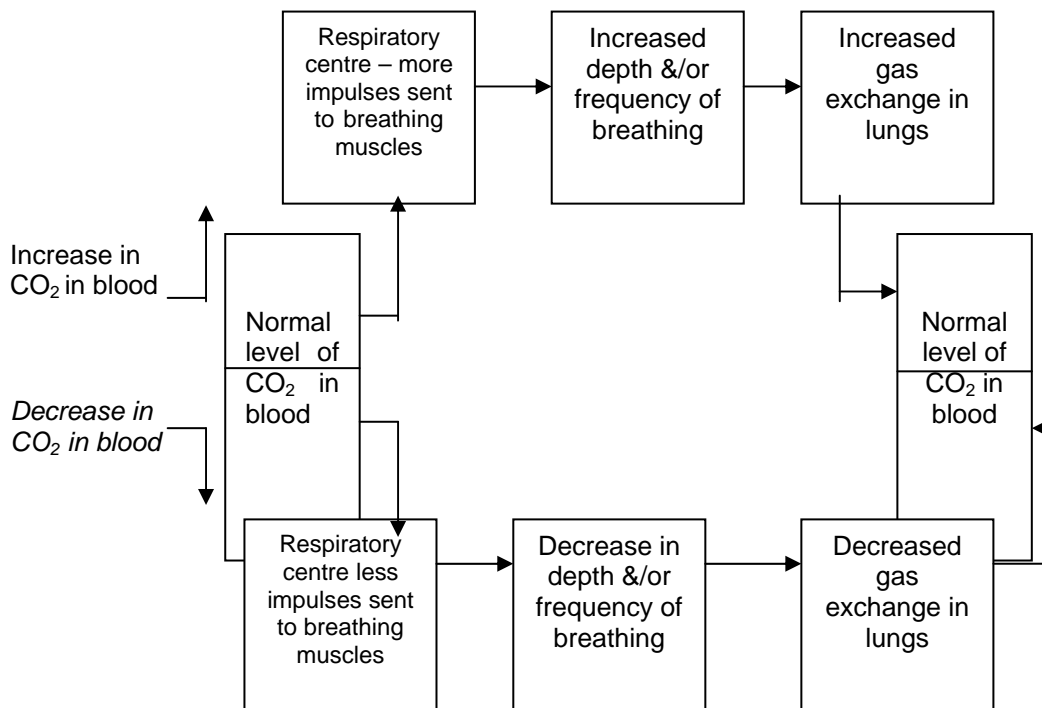 Respiratory
centre – more
impulses sent
to breathing
muscles
Increased
depth &/or
frequency of
breathing
Increased
gas
exchange in
lungs
Increase in
CO₂ in blood
Normal
level of
CO₂ in
blood
Normal
level of
CO₂ in
blood
Decrease in
CO₂ in blood
Respiratory
centre less
impulses sent
to breathing
muscles
Decrease in
depth &/or
frequency of
breathing
Decreased
gas
exchange in
lungs